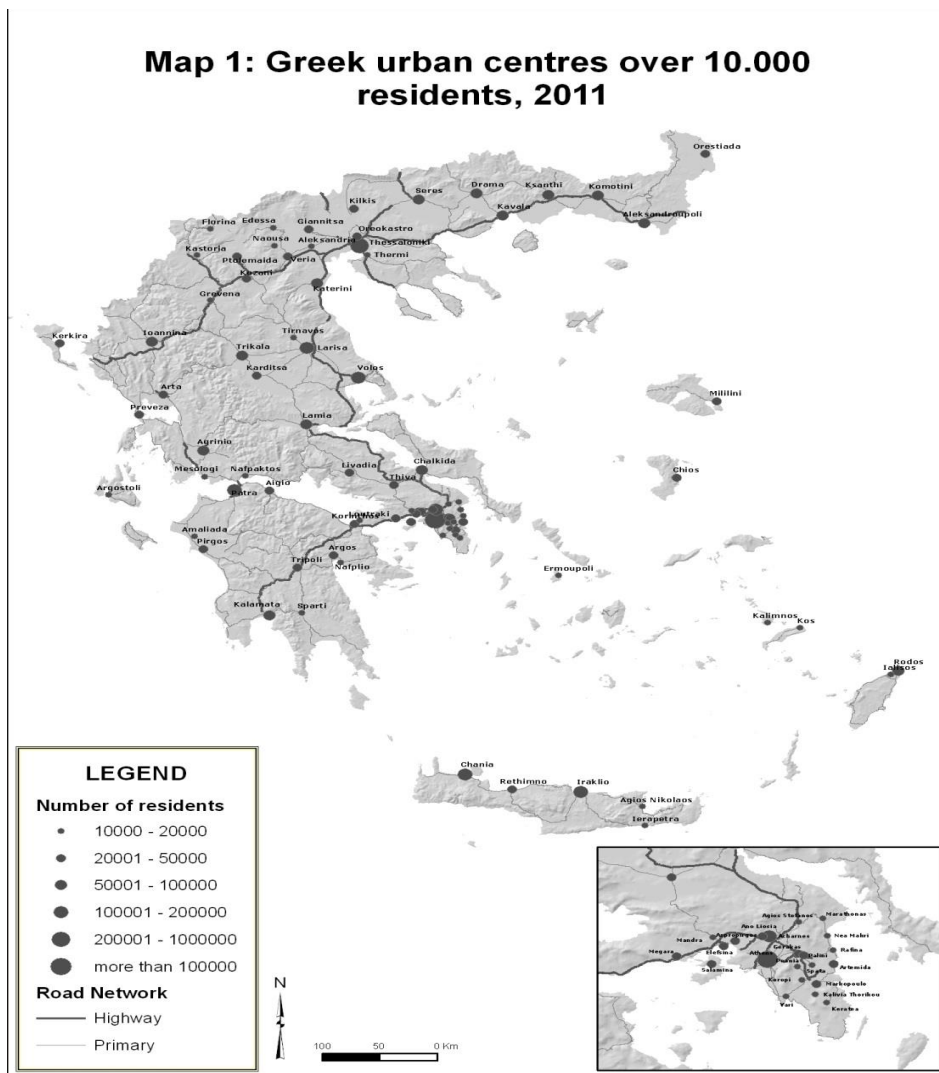 Map 1: Greek urban centres over 10.000
residents, 2011
Orestiada
Drama
Ksanthi
Komotini
Seres
Kilkis
Kavala
Aleksandroupoli
Florina
Edessa
Giannitsa
Oreokastro
Naousa
Aleksandria
Thessaloniki
Kastoria
Ptolemaida
Veria
Thermi
Kozani
Katerini
Grevena
Kerkira
Ioannina
Tirnavos
Trikala
Larisa
Karditsa
Volos
Arta
Mililini
Preveza
Lamia
Agrinio
Chalkida
Mesologi
Nafpaktos
Livadia
Chios
Thiva
Argostoli
Patra
Aigio
Loutraki
Korinthos
Amaliada
Pirgos
Argos
Tripoli
Nafplio
Ermoupoli
Kalamata
Sparti
Kalimnos
Kos
Rodos
Ialisos
Chania
Rethimno
Iraklio
Agios Nikolaos
Ierapetra
LEGEND
Number of residents
10000 - 20000
20001 - 50000
50001 - 100000
100001 - 200000
200001 - 1000000
more than 100000
Road Network
Highway
Primary
N
100 50 0 Km
Agios Stefanos
Marathonas
Ano Liosia
Mandra
Aspropirgos
Acharnes
Nea Makri
Megara
Elefsina
Gerakas
Rafina
Athens
Palini
Salamina
Peania
Spata
Artemida
Koropi
Markopoulo
Vari
Kalivia Thorikou
Keratea